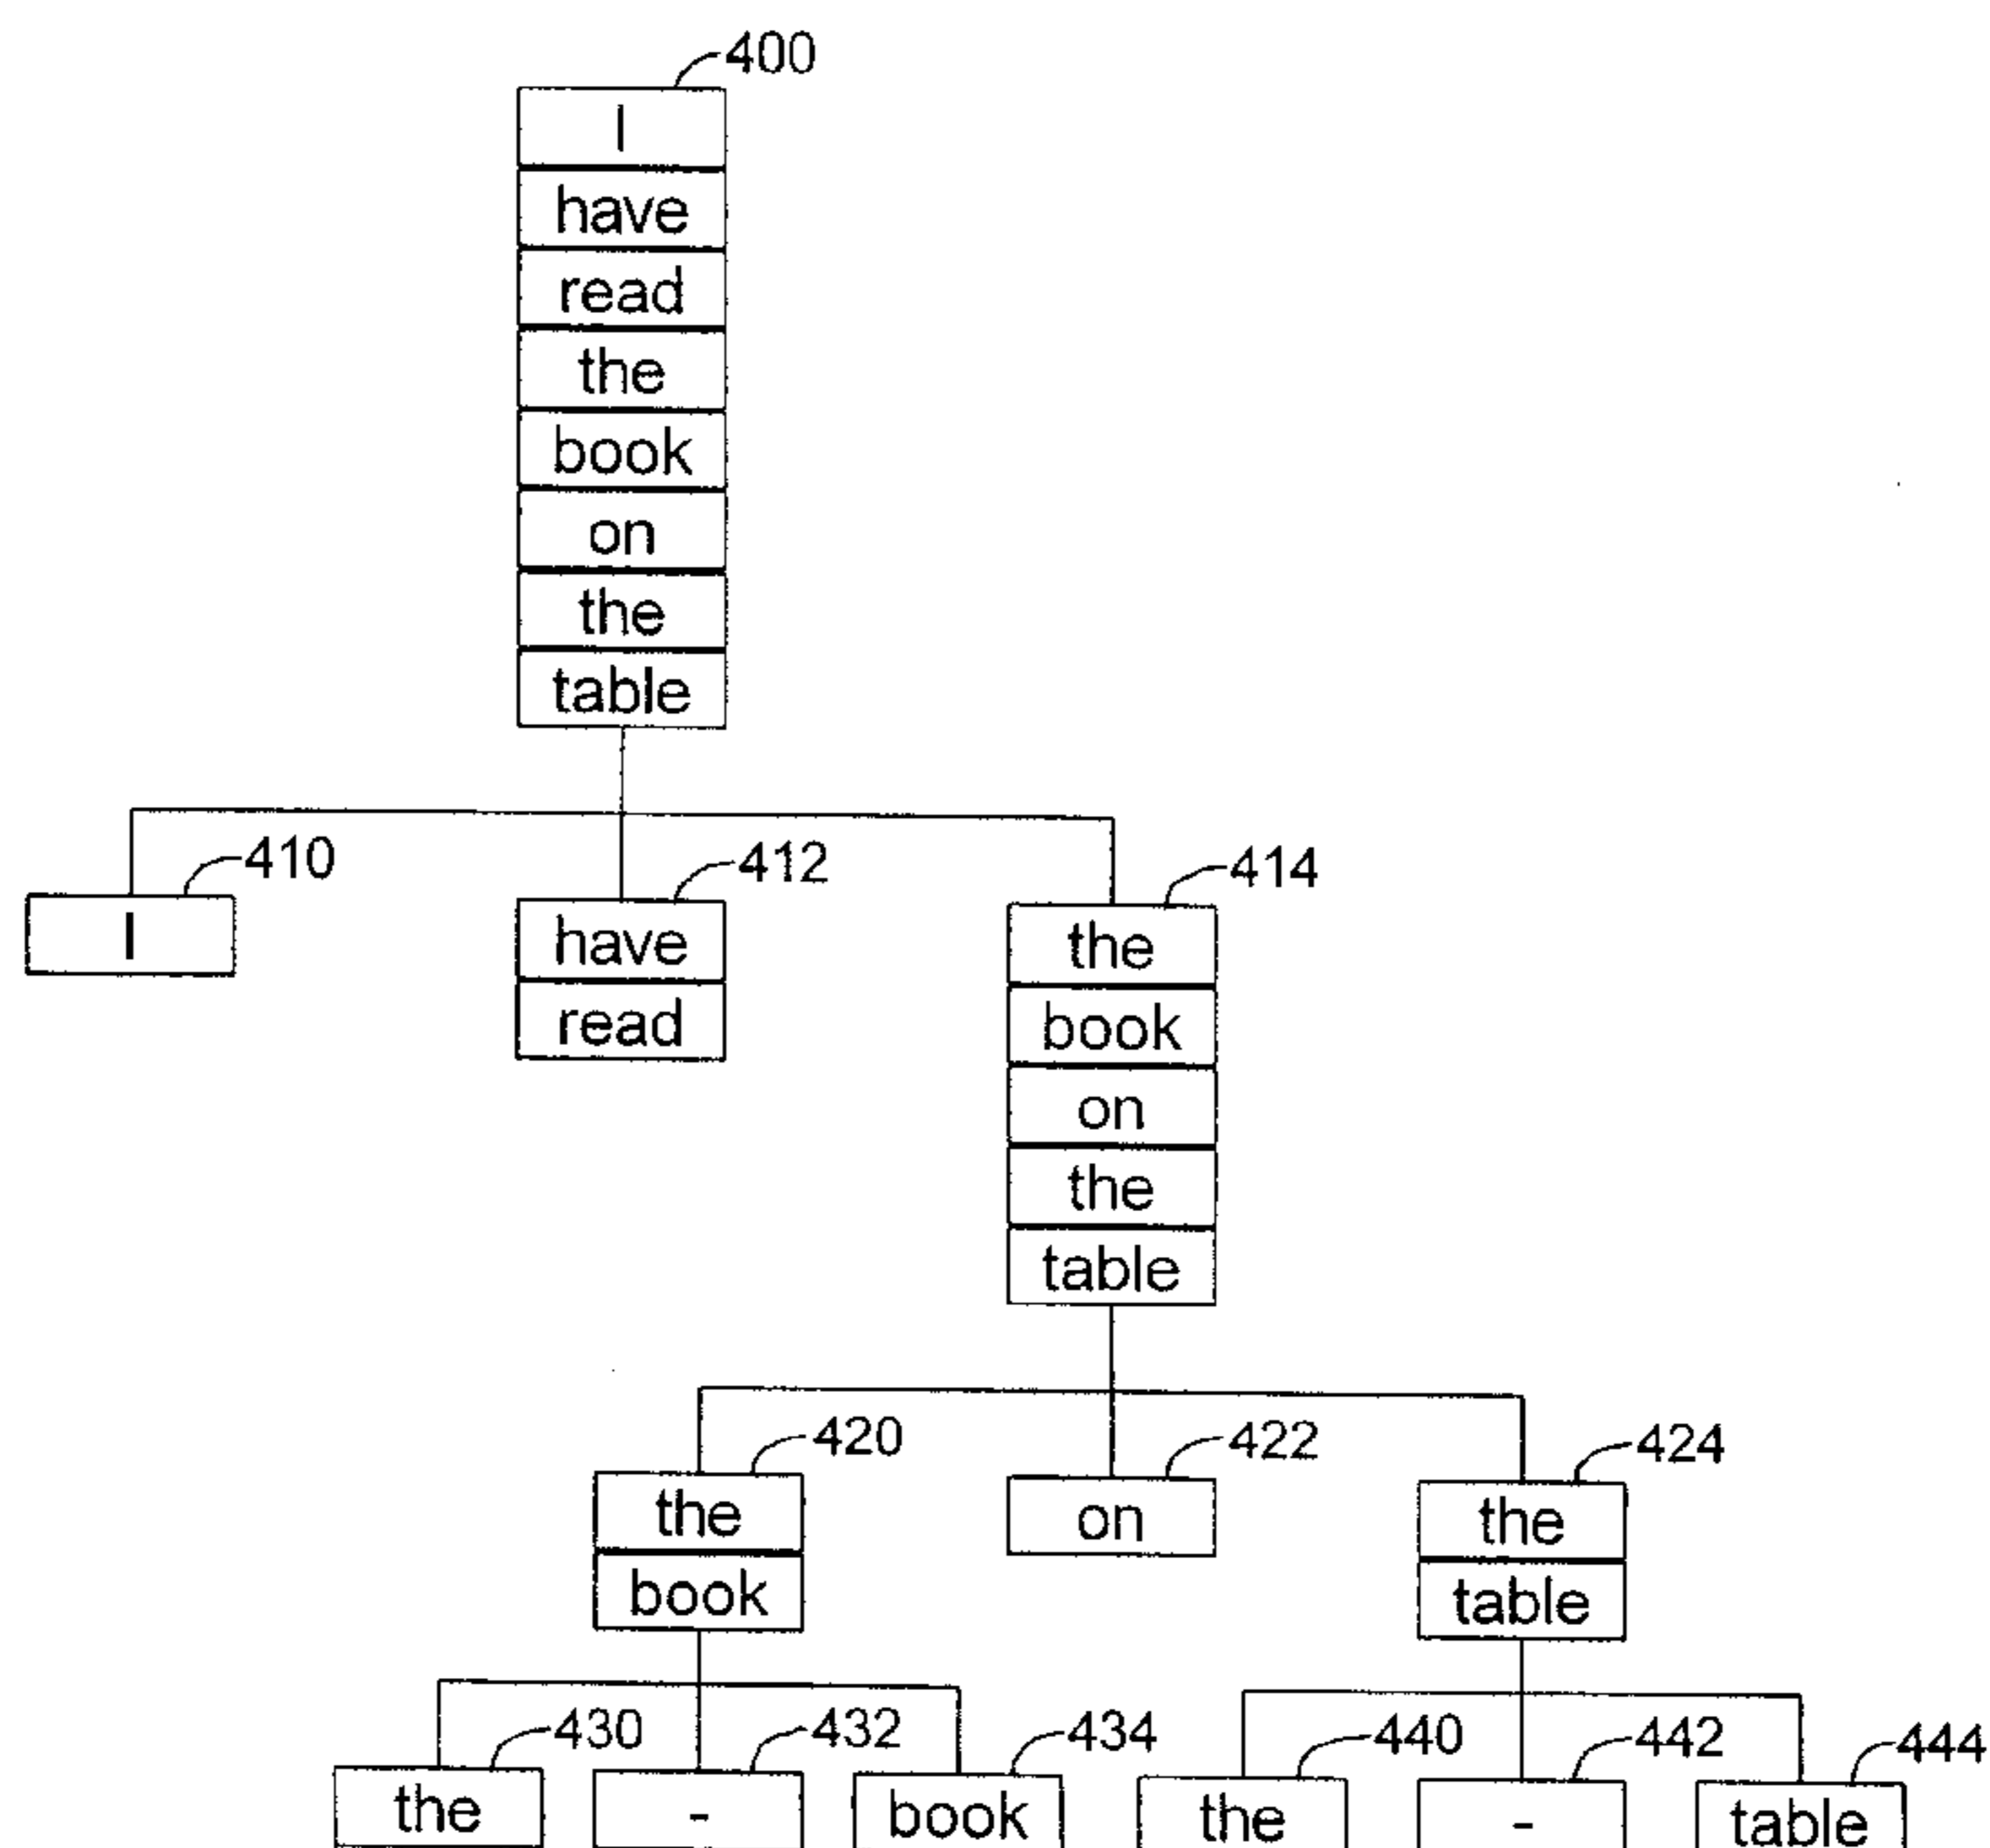 400
I
have
read
the
book
on
the
table
410
412
414
I
have
read
the
book
on
the
table
420
422
424
the
book
on
the
table
430
432
434
440
442
444
the
-
book
the
-
table